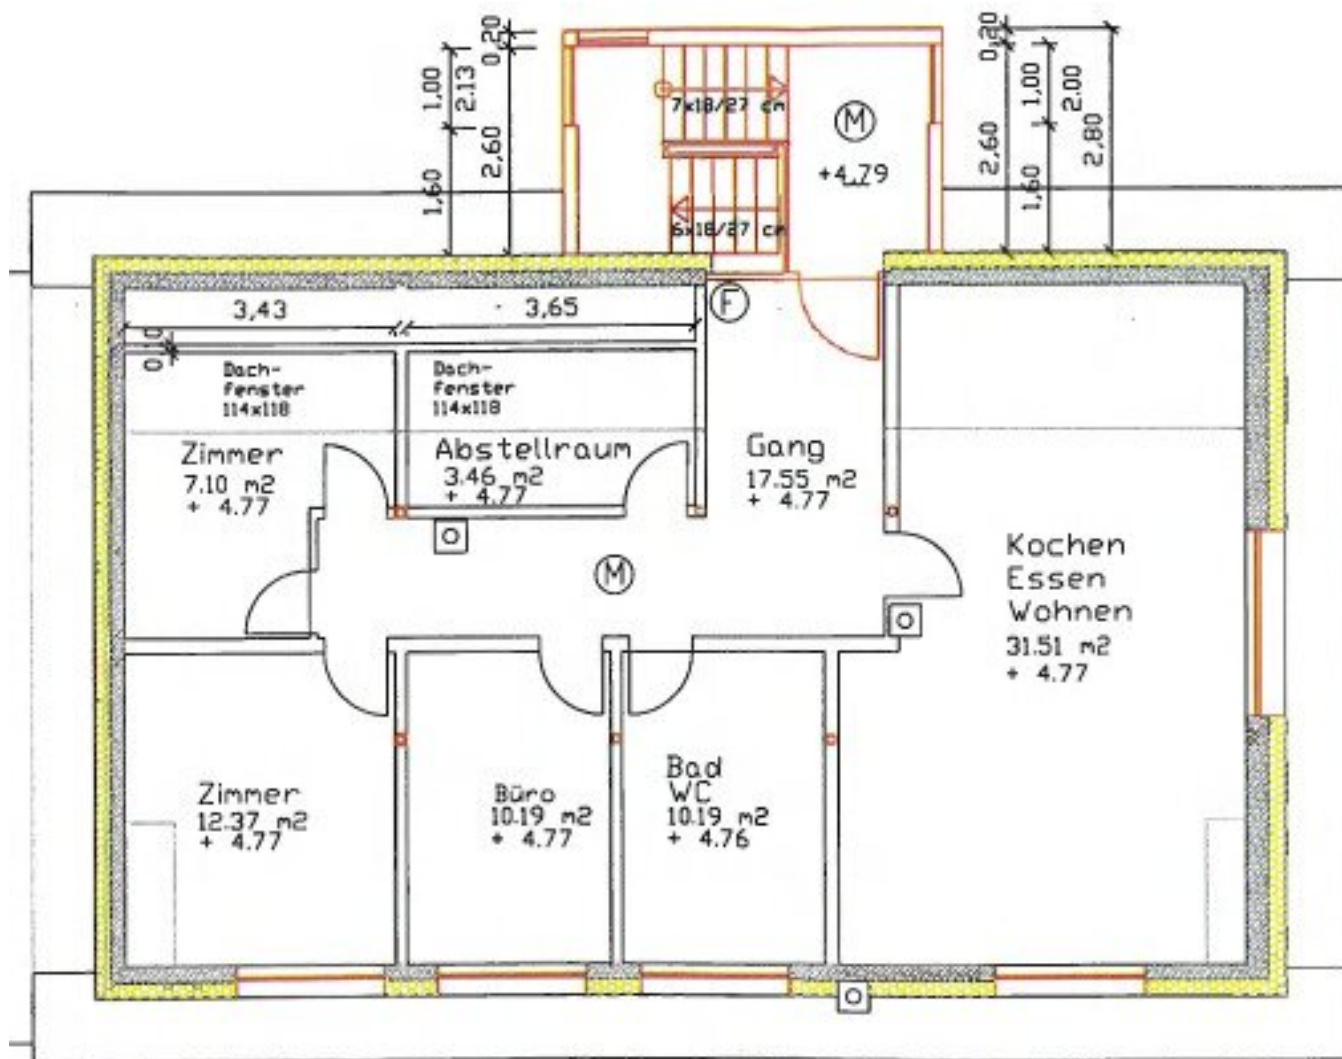 0,20
1,00
2.13
2,60
1,60
7x18/27 cm
6x18/27 cm
M
+4.79
0,20
1,00
2.00
2,60
2,80
1,60
3,43
3,65
0,10
F
Dach-
fenster
114x118
Dach-
fenster
114x118
Zimmer
7.10 m2
+ 4.77
Abstellraum
3.46 m2
+ 4.77
Gang
17.55 m2
+ 4.77
M
Kochen
Essen
Wohnen
31.51 m2
+ 4.77
Zimmer
12.37 m2
+ 4.77
Büro
10.19 m2
+ 4.77
Bad
WC
10.19 m2
+ 4.76